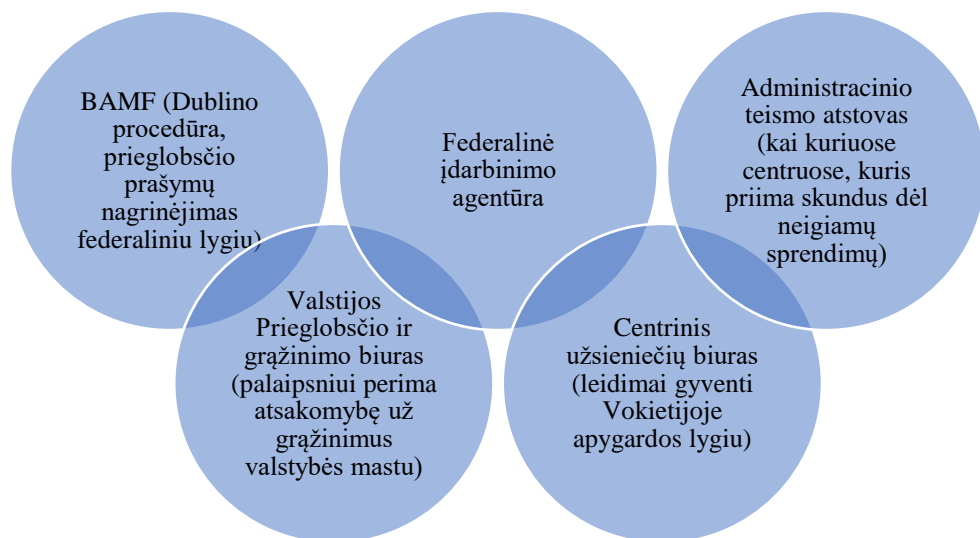 BAMF (Dublino
procedūra,
prieglobsčio
prašymų
nagrinėjimas
federaliniu lygiu)
Valstijos
Prieglobsčio ir
grąžinimo biuras
(palaipsniui perima
atsakomybę už
grąžinimus
valstybės mastu)
Federalinė
įdarbinimo
agentūra
Centrinis
užsieniečių biuras
(leidimai gyventi
Vokietijoje
apygardos lygiu)
Administracinio
teismo atstovas
(kai kuriuose
centruose, kuris
priima skundus dėl
neigiamų
sprendimų)